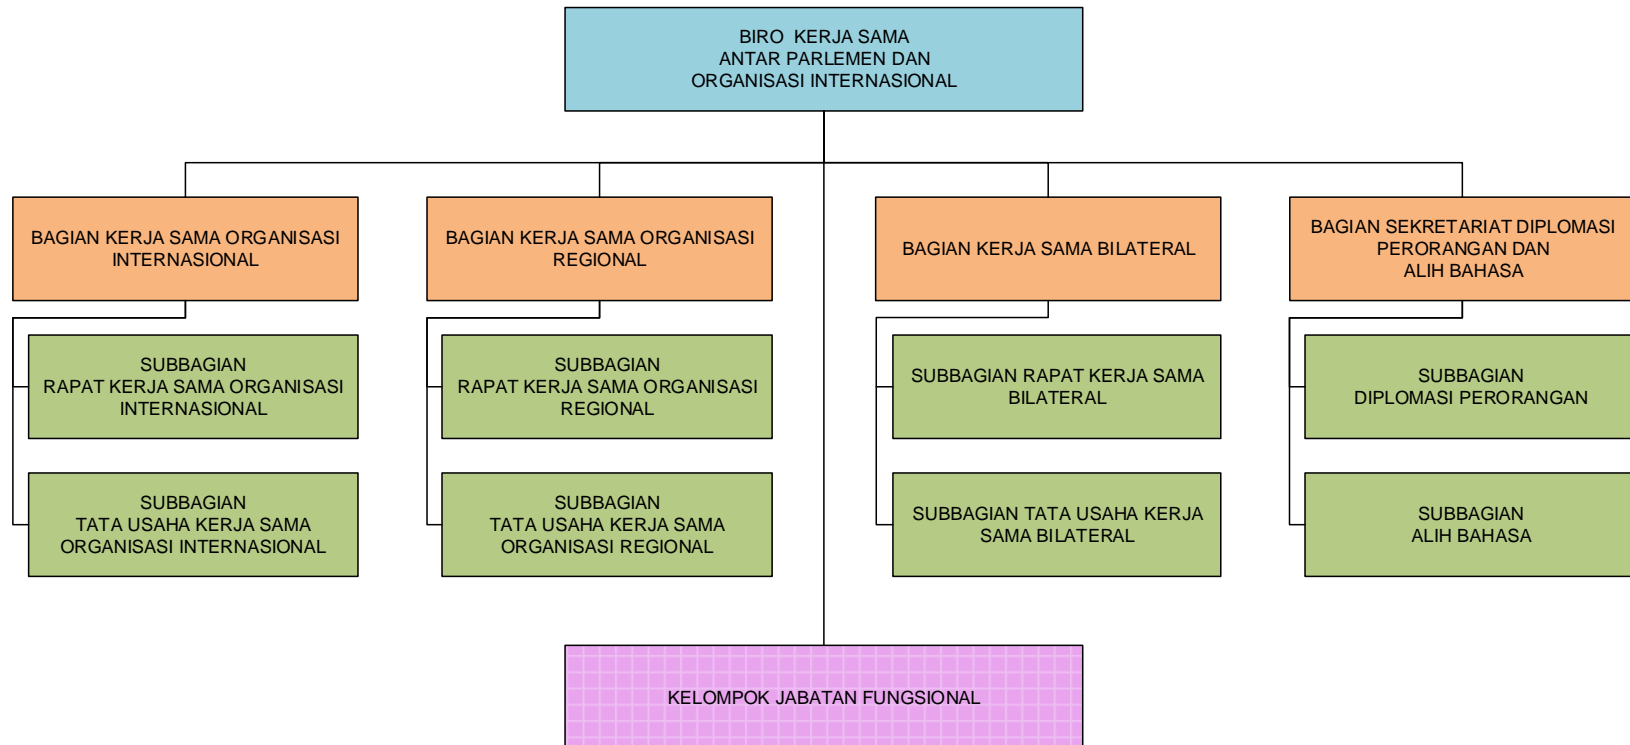 BIRO KERJA SAMA
ANTAR PARLEMEN DAN
ORGANISASI INTERNASIONAL
BAGIAN KERJA SAMA ORGANISASI
INTERNASIONAL
BAGIAN KERJA SAMA ORGANISASI
REGIONAL
BAGIAN KERJA SAMA BILATERAL
BAGIAN SEKRETARIAT DIPLOMASI
PERORANGAN DAN
ALIH BAHASA
SUBBAGIAN
RAPAT KERJA SAMA ORGANISASI
INTERNASIONAL
SUBBAGIAN
RAPAT KERJA SAMA ORGANISASI
REGIONAL
SUBBAGIAN RAPAT KERJA SAMA
BILATERAL
SUBBAGIAN
DIPLOMASI PERORANGAN
SUBBAGIAN
TATA USAHA KERJA SAMA
ORGANISASI INTERNASIONAL
SUBBAGIAN
TATA USAHA KERJA SAMA
ORGANISASI REGIONAL
SUBBAGIAN TATA USAHA KERJA
SAMA BILATERAL
SUBBAGIAN
ALIH BAHASA
KELOMPOK JABATAN FUNGSIONAL